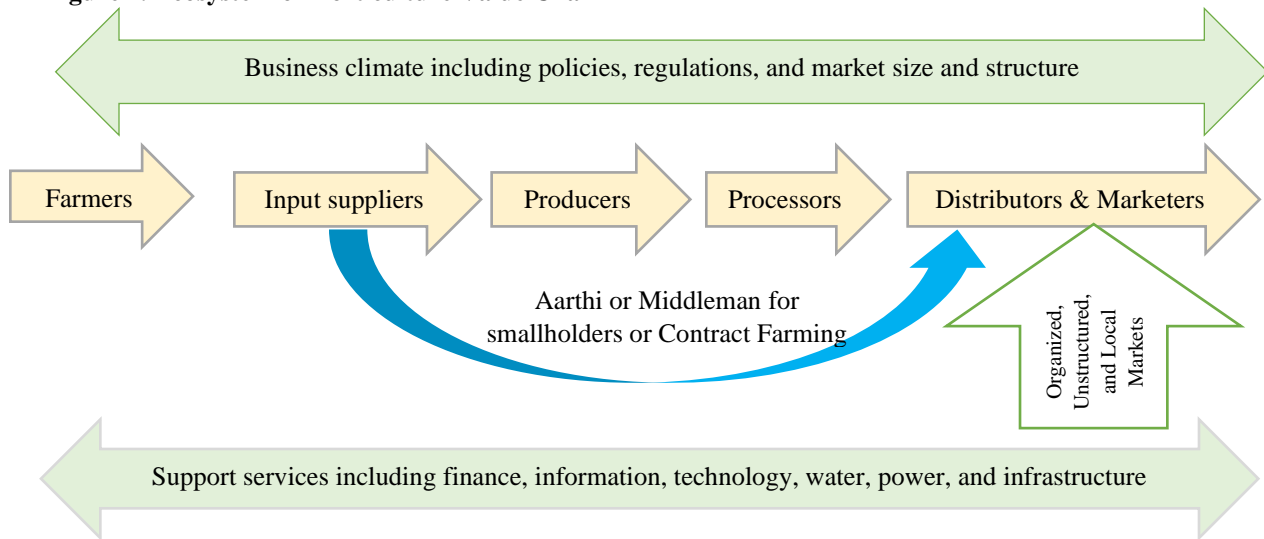 Business climate including policies, regulations, and market size and structure
Farmers
Input suppliers
Producers
Processors
Distributors & Marketers
Aarthi or Middleman for
smallholders or Contract Farming
Organized,
Unstructured,
and Local
Markets
Support services including finance, information, technology, water, power, and infrastructure